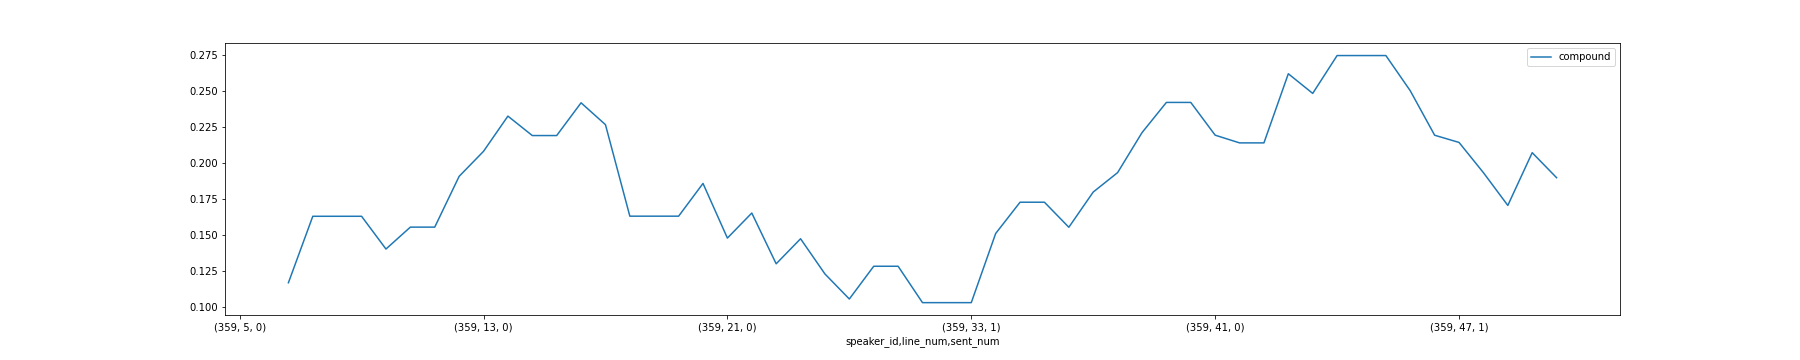 0.275
compound
0.250
0.225
0.200
0.175
0.150
0.125
0.100
(359, 5, 0) (359, 13, 0) (359, 21, 0) (359, 33, 1) (359, 41, 0) (359, 47, 1)
speaker_id,line_num,sent_num